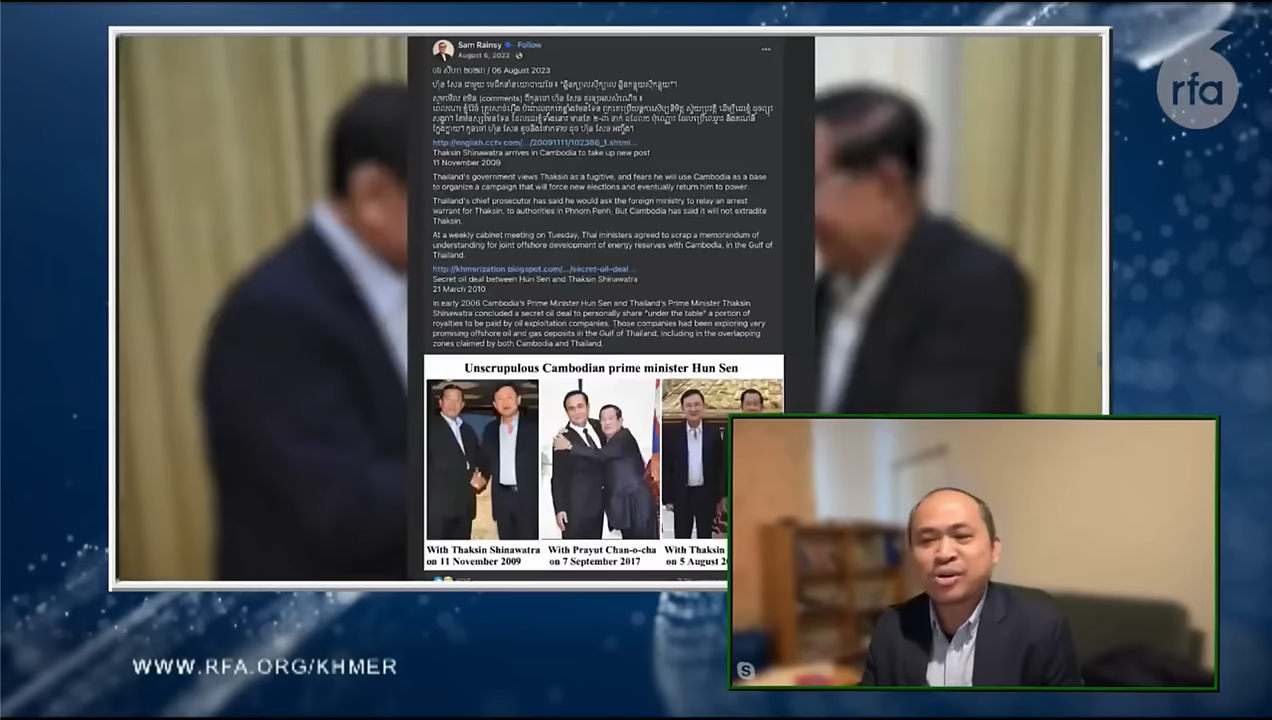 Sam Rainsy · Follow
August 6, 2023 ·
rfa
០៦ សីហា ២០២៣ / 06 August 2023
http://english.cctv.com/.../20091111/102386_1.shtml...
Thaksin Shinawatra arrives in Cambodia to take up new post
11 November 2009
Thailand's government views Thaksin as a fugitive, and fears he will use Cambodia as a base
to organize a campaign that will force new elections and eventually return him to power.
Thailand's chief prosecutor has said he would ask the foreign ministry to relay an arrest
warrant for Thaksin, to authorities in Phnom Penh. But Cambodia has said it will not extradite
Thaksin.
At a weekly cabinet meeting on Tuesday, Thai ministers agreed to scrap a memorandum of
understanding for joint offshore development of energy reserves with Cambodia, in the Gulf of
Thailand.
http://khmerization.blogspot.com/.../secret-oil-deal...
Secret oil deal between Hun Sen and Thaksin Shinawatra
21 March 2010
In early 2006 Cambodia's Prime Minister Hun Sen and Thailand's Prime Minister Thaksin
Shinawatra concluded a secret oil deal to personally share "under the table" a portion of
royalties to be paid by oil exploitation companies. Those companies had been exploring very
promising offshore oil and gas deposits in the Gulf of Thailand, including in the overlapping
zones claimed by both Cambodia and Thailand.
Unscrupulous Cambodian prime minister Hun Sen
With Thaksin Shinawatra
on 11 November 2009
With Prayut Chan-o-cha
on 7 September 2017
With Thaksin
on 5 August 20
WWW.RFA.ORG/KHMER